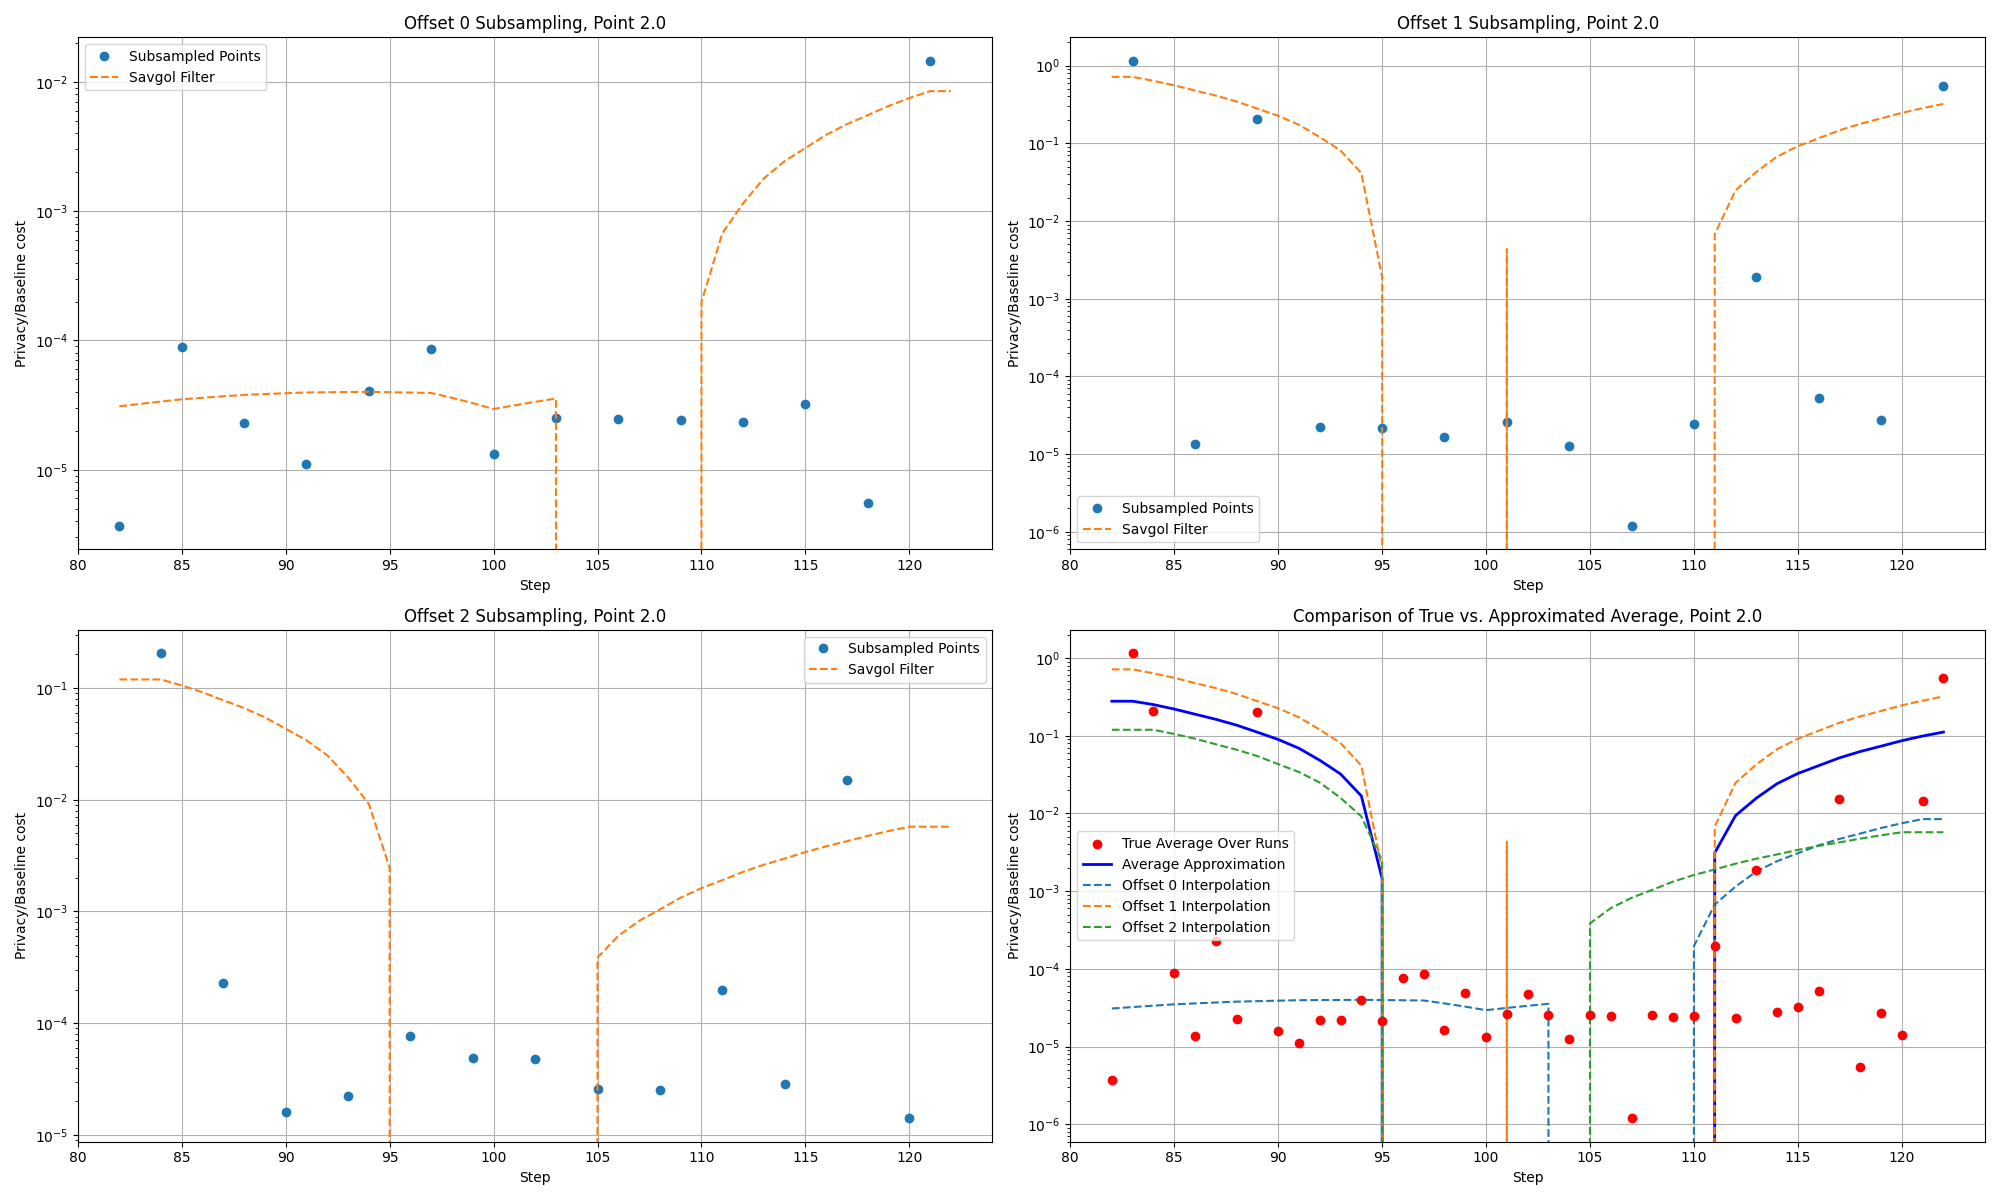 Offset 0 Subsampling, Point 2.0
Subsampled Points
Savgol Filter
Privacy/Baseline cost
10⁻²
10⁻³
10⁻⁴
10⁻⁵
80 85 90 95 100 105 110 115 120
Step
Offset 1 Subsampling, Point 2.0
Privacy/Baseline cost
10⁰
10⁻¹
10⁻²
10⁻³
10⁻⁴
10⁻⁵
10⁻⁶
Subsampled Points
Savgol Filter
80 85 90 95 100 105 110 115 120
Step
Offset 2 Subsampling, Point 2.0
Subsampled Points
Savgol Filter
Privacy/Baseline cost
10⁻¹
10⁻²
10⁻³
10⁻⁴
10⁻⁵
80 85 90 95 100 105 110 115 120
Step
Comparison of True vs. Approximated Average, Point 2.0
Privacy/Baseline cost
10⁰
10⁻¹
10⁻²
10⁻³
10⁻⁴
10⁻⁵
10⁻⁶
True Average Over Runs
Average Approximation
Offset 0 Interpolation
Offset 1 Interpolation
Offset 2 Interpolation
80 85 90 95 100 105 110 115 120
Step